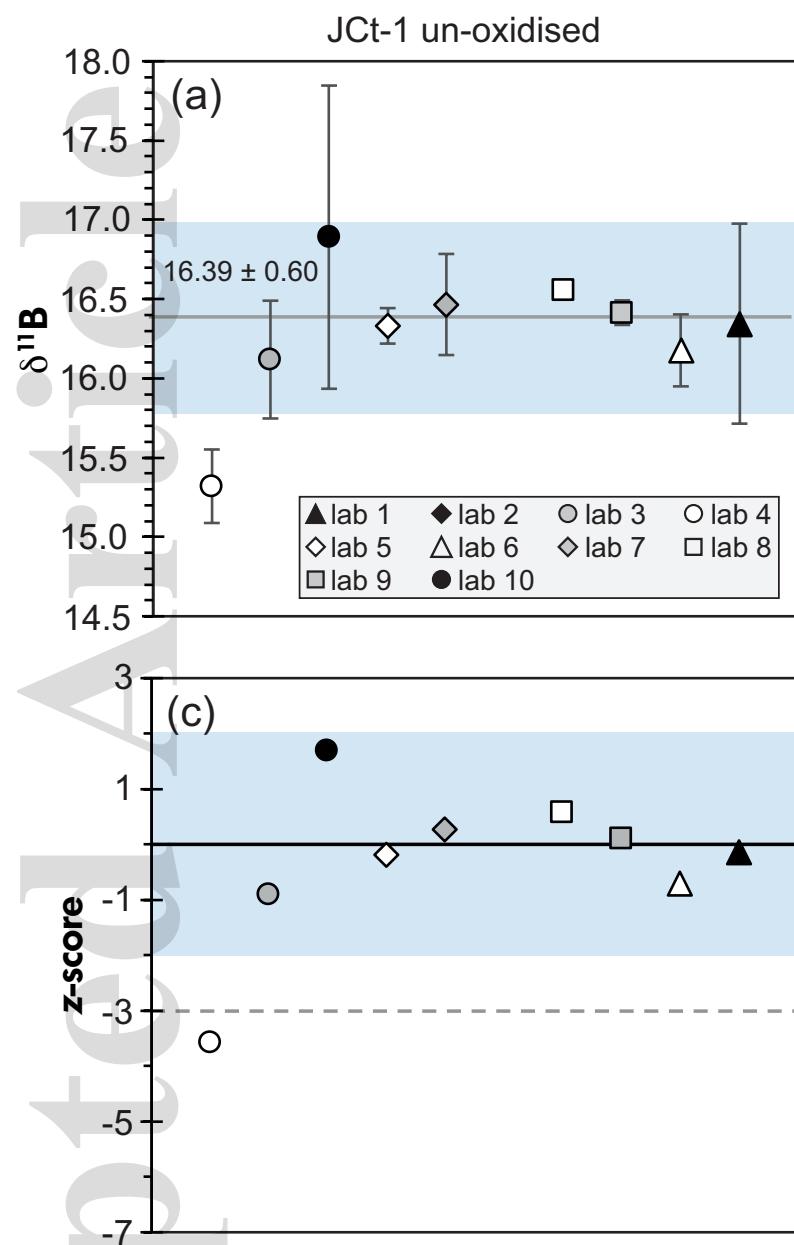 JCt-1 un-oxidised
(a)
18.0
17.5
17.0
16.5
16.0
15.5
15.0
14.5
δ¹¹B
16.39 ± 0.60
lab 1 lab 2 lab 3 lab 4
lab 5 lab 6 lab 7 lab 8
lab 9 lab 10
(c)
3
1
-1
-3
-5
-7
z-score
pted Article